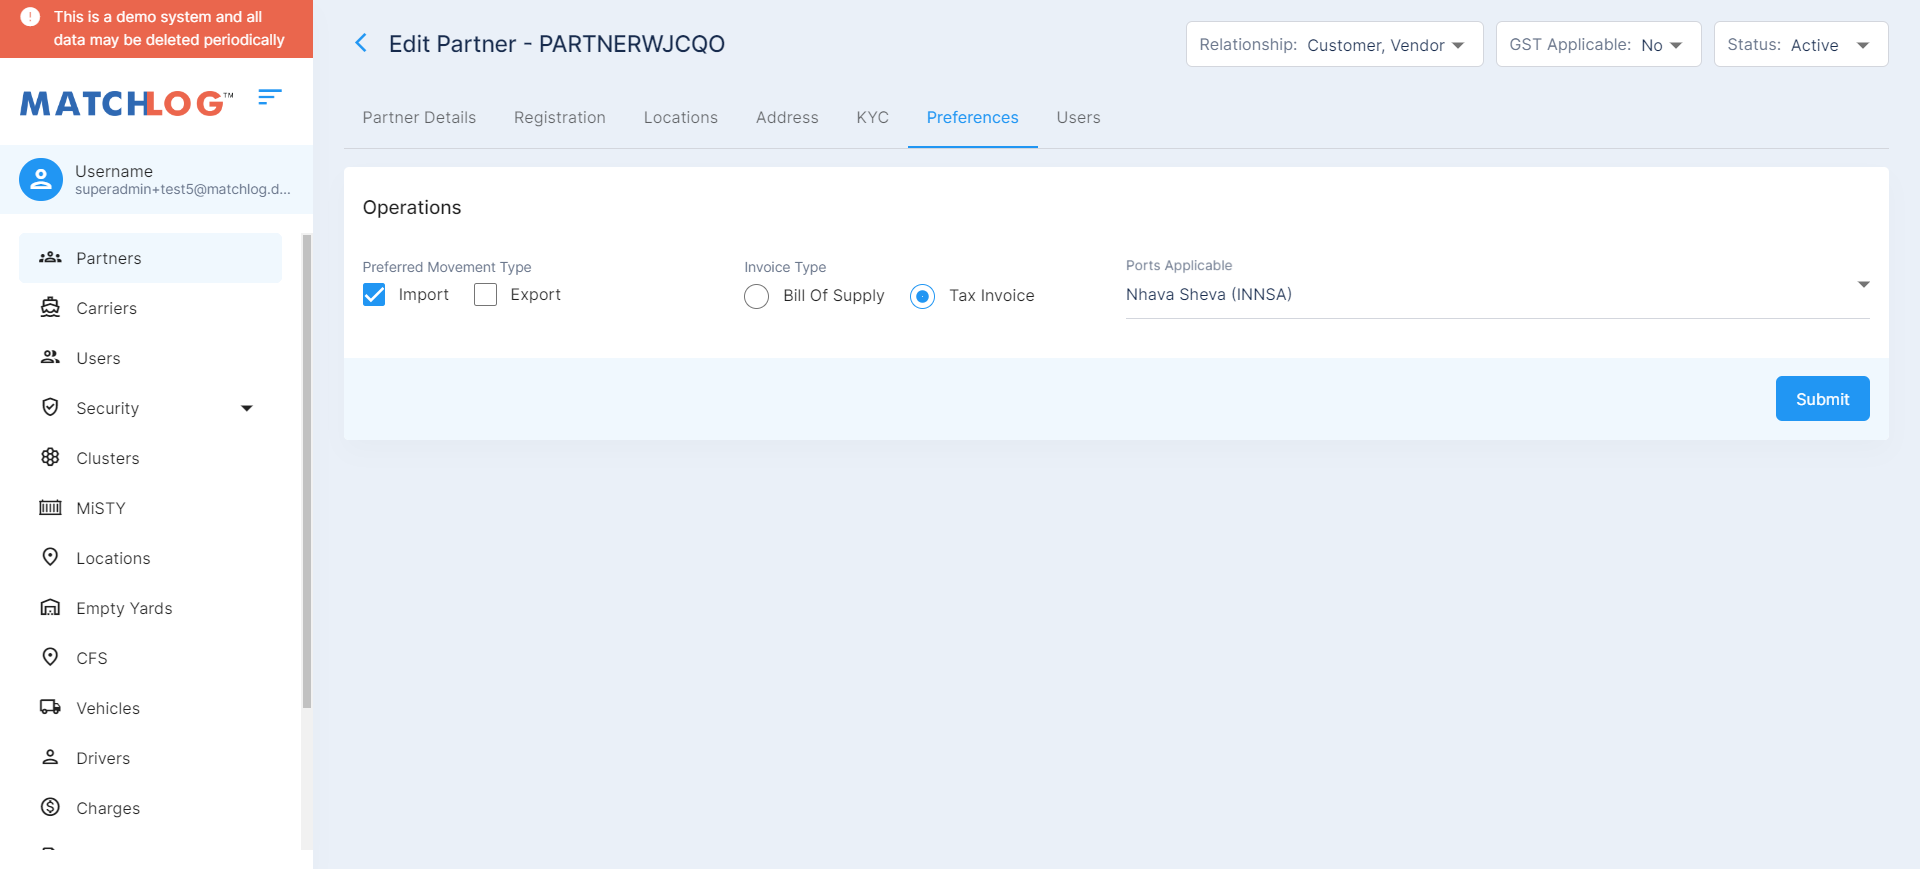 This is a demo system and all
data may be deleted periodically
MATCHLOG™
Username
superadmin+test5@matchlog.d...
Partners
Carriers
Users
Security
Clusters
MiSTY
Locations
Empty Yards
CFS
Vehicles
Drivers
Charges
Edit Partner - PARTNERWJCQO
Relationship: Customer, Vendor
GST Applicable: No
Status: Active
Partner Details
Registration
Locations
Address
KYC
Preferences
Users
Operations
Preferred Movement Type
Import
Export
Invoice Type
Bill Of Supply
Tax Invoice
Ports Applicable
Nhava Sheva (INNSA)
Submit